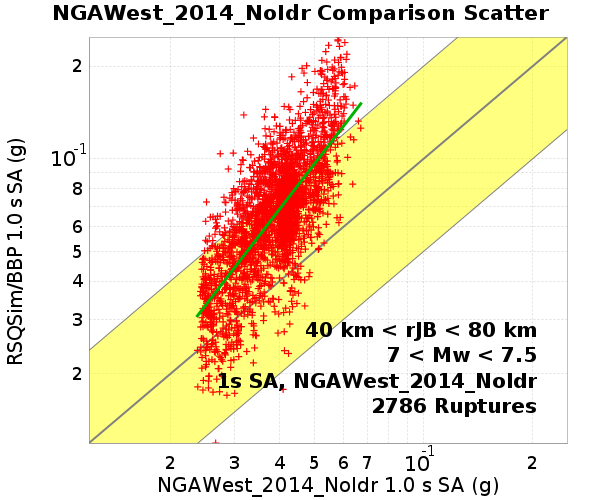 NGAWest_2014_NoIdr Comparison Scatter
RSQSim/BBP 1.0 s SA (g)
2
10-1
8
6
5
4
3
2
40 km < rJB < 80 km
7 < Mw < 7.5
1s SA, NGAWest_2014_NoIdr
2786 Ruptures
2 3 4 5 6 7 10-1 2
NGAWest_2014_NoIdr 1.0 s SA (g)